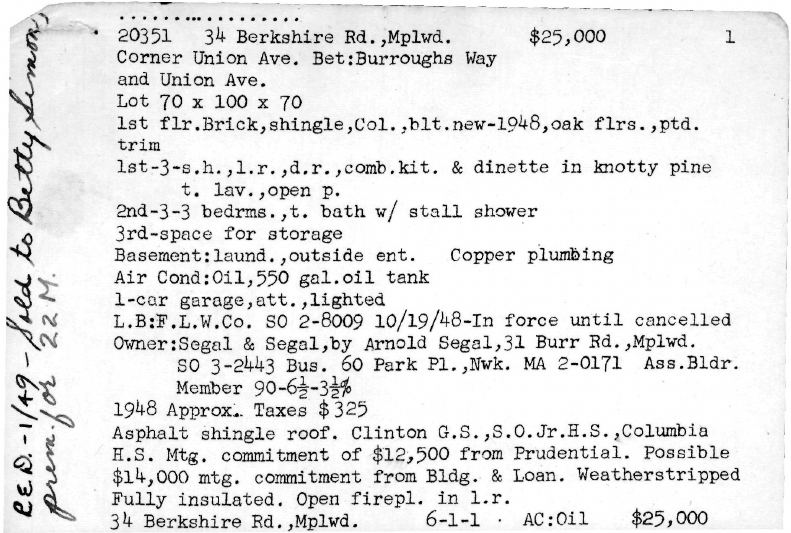 20351 34 Berkshire Rd.,Mplwd. $25,000 1
Corner Union Ave. Bet:Burroughs Way
and Union Ave.
Lot 70 x 100 x 70
1st flr.Brick,shingle,Col.,blt.new-1948,oak flrs.,ptd.
trim
1st-3-s.h.,l.r.,d.r.,comb.kit. & dinette in knotty pine
t. lav.,open p.
2nd-3-3 bedrms.,t. bath w/ stall shower
3rd-space for storage
Basement:laund.,outside ent. Copper plumbing
Air Cond:Oil,550 gal.oil tank
1-car garage,att.,lighted
L.B:F.L.W.Co. SO 2-8009 10/19/48-In force until cancelled
Owner:Segal & Segal,by Arnold Segal,31 Burr Rd.,Mplwd.
SO 3-2443 Bus. 60 Park Pl.,Nwk. MA 2-0171 Ass.Bldr.
Member 90-6½-3½%
1948 Approx. Taxes $325
Asphalt shingle roof. Clinton G.S.,S.O.Jr.H.S.,Columbia
H.S. Mtg. commitment of $12,500 from Prudential. Possible
$14,000 mtg. commitment from Bldg. & Loan. Weatherstripped
Fully insulated. Open firepl. in l.r.
34 Berkshire Rd.,Mplwd. 6-1-1 · AC:Oil $25,000
R.E.D.-1/49-Sold to Betty Simon,
prem. for 22 M.